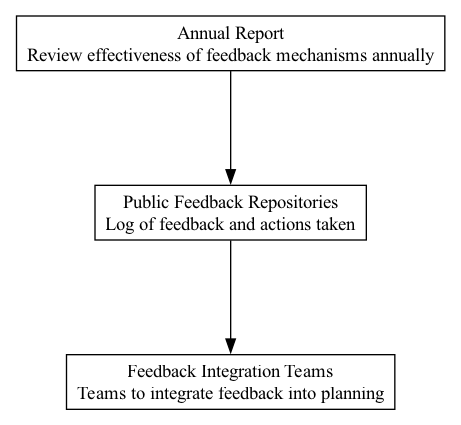 Annual Report
Review effectiveness of feedback mechanisms annually
Public Feedback Repositories
Log of feedback and actions taken
Feedback Integration Teams
Teams to integrate feedback into planning